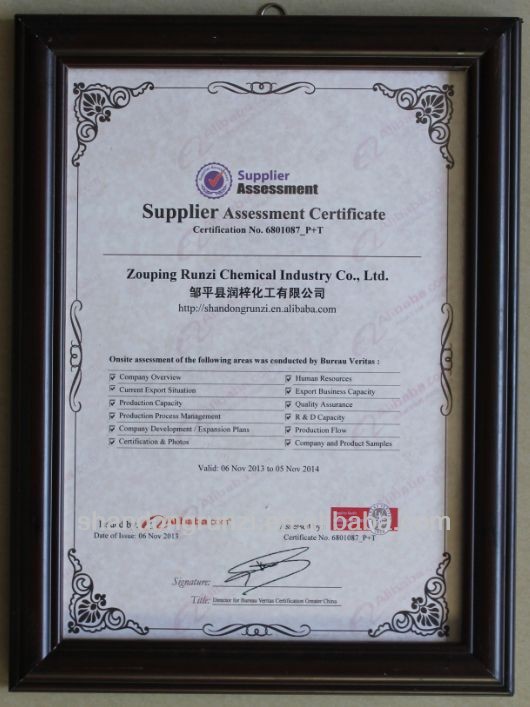 Supplier
Assessment
Supplier Assessment Certificate
Certification No. 6801087_P+T
Zouping Runzi Chemical Industry Co., Ltd.
邹平县润梓化工有限公司
http://shandongrunzi.en.alibaba.com
Onsite assessment of the following areas was conducted by Bureau Veritas :
Company Overview Human Resources
Current Export Situation Export Business Capacity
Production Capacity Quality Assurance
Production Process Management R & D Capacity
Company Development / Expansion Plans Production Flow
Certification & Photos Company and Product Samples
Valid: 06 Nov 2013 to 05 Nov 2014
Date of Issue: 06 Nov 2013 Certificate No. 6801087_P+T
Signature:
Title: Director for Bureau Veritas Certification Greater China